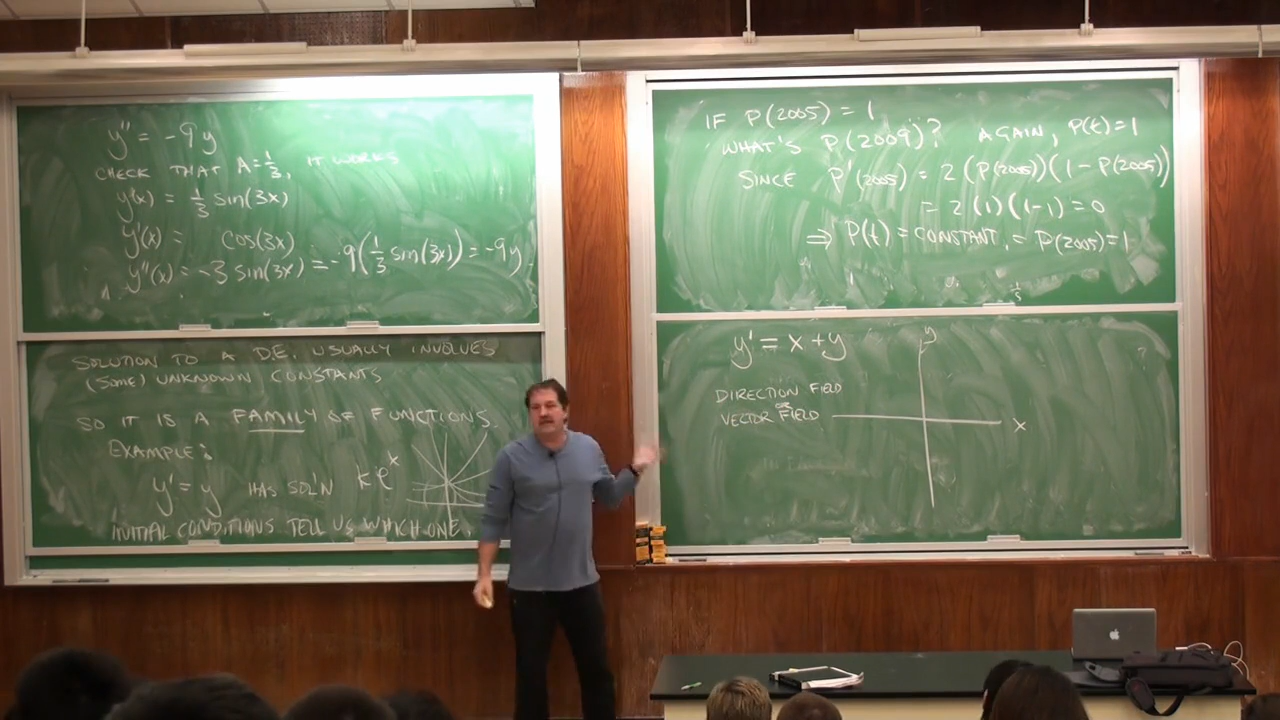 y'' = -9y
CHECK THAT A=1/3, IT WORKS
y(x) = 1/3 sin(3x)
y'(x) = cos(3x)
y''(x) = -3 sin(3x) = -9(1/3 sin(3x)) = -9y
SOLUTION TO A D.E. USUALLY INVOLVES
(SOME) UNKNOWN CONSTANTS
SO IT IS A FAMILY OF FUNCTIONS.
EXAMPLE:
y' = y HAS SOL'N ke^x
INITIAL CONDITIONS TELL US WHICH ONE.
IF P(2005) = 1
WHAT'S P(2009)? AGAIN, P(t)=1
SINCE P'(2005) = 2(P(2005))(1-P(2005))
= 2(1)(1-1) = 0
⇒ P(t) = CONSTANT, = P(2005)=1
y' = x+y
y
DIRECTION FIELD
OR
VECTOR FIELD
x